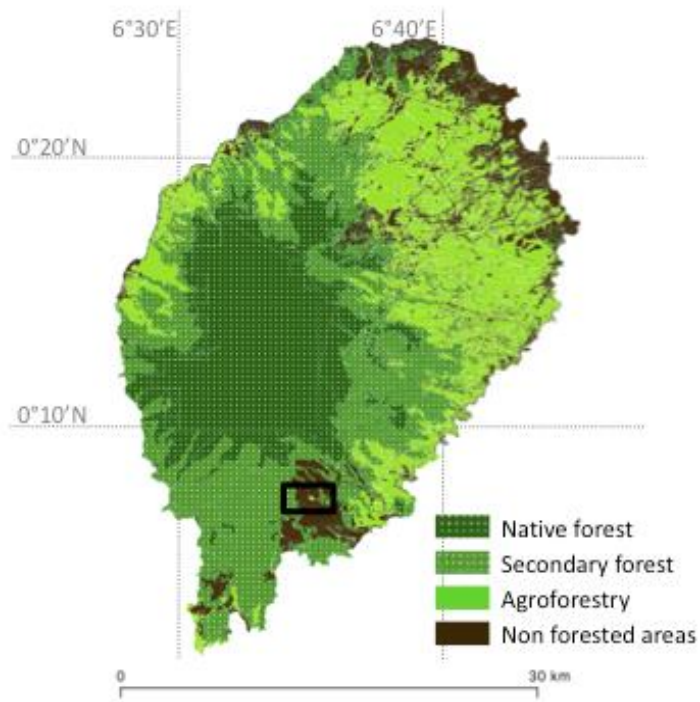 6°30′E 6°40′E
0°20′N
0°10′N
Native forest
Secondary forest
Agroforestry
Non forested areas
0 30 km